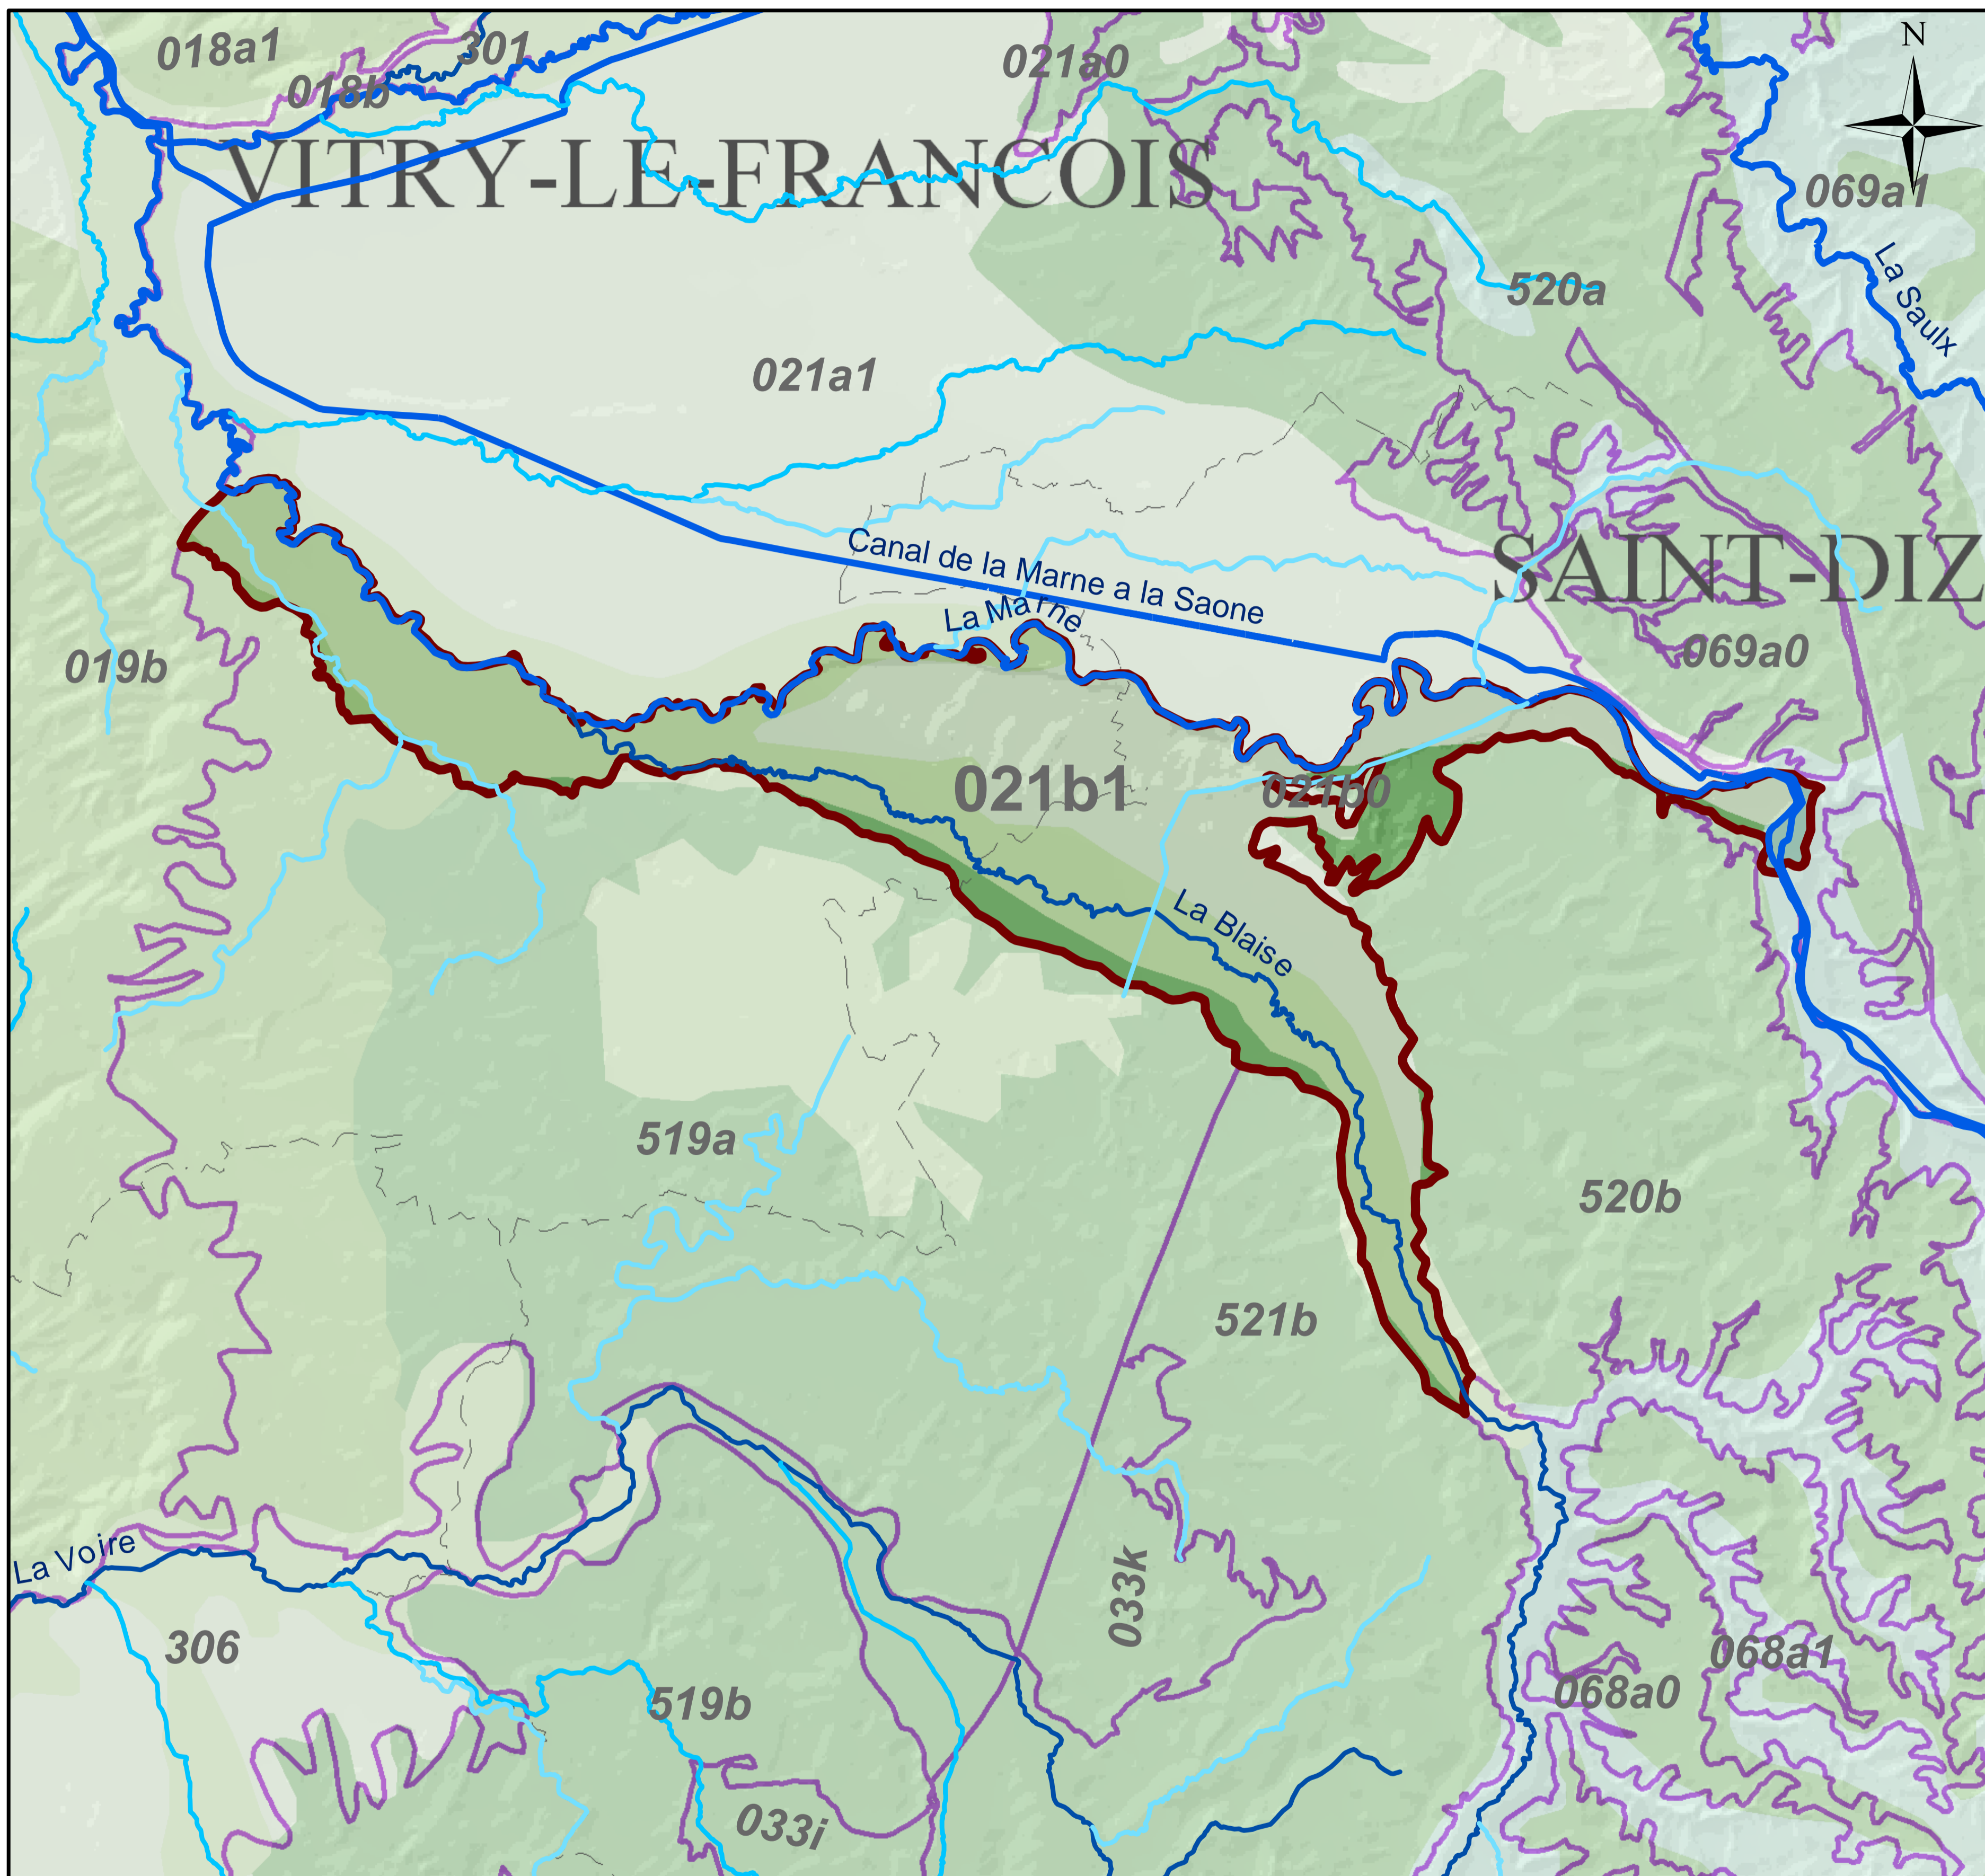 018a1
301
018b
021a0
N
VITRY-LE-FRANCOIS
069a1
La Saulx
520a
021a1
Canal de la Marne a la Saone
La Marne
SAINT-DIZ
019b
069a0
021b1
021b0
La Blaise
519a
520b
521b
La Voire
033k
306
068a1
068a0
519b
033i